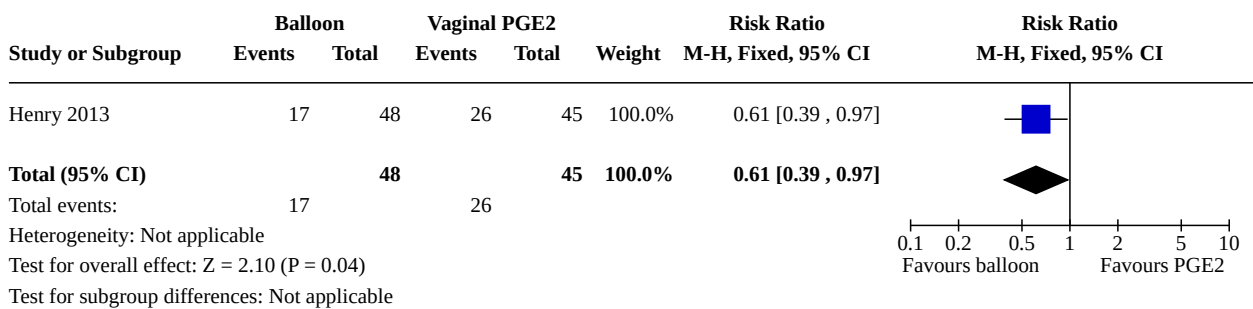 Balloon Vaginal PGE2 Risk Ratio Risk Ratio
Study or Subgroup Events Total Events Total Weight M-H, Fixed, 95% CI M-H, Fixed, 95% CI
Henry 2013 17 48 26 45 100.0% 0.61 [0.39 , 0.97]
Total (95% CI) 48 45 100.0% 0.61 [0.39 , 0.97]
Total events: 17 26
Heterogeneity: Not applicable
Test for overall effect: Z = 2.10 (P = 0.04)
Test for subgroup differences: Not applicable
0.1 0.2 0.5 1 2 5 10
Favours balloon Favours PGE2